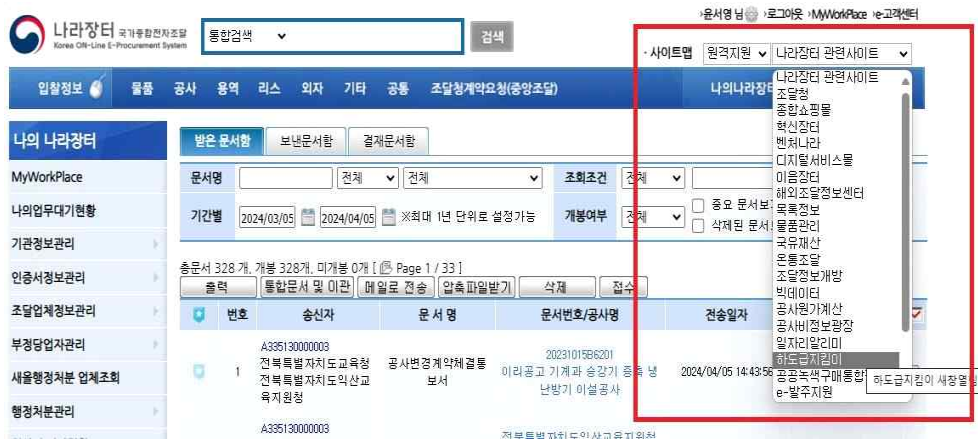 ›윤서영 님 ›로그아웃 ›MyWorkPlace ›e-고객센터
나라장터 국가종합전자조달
Korea ON-Line E-Procurement System
통합검색
검색
· 사이트맵 원격지원 나라장터 관련사이트
입찰정보 물품 공사 용역 리스 외자 기타 공통 조달청계약요청(중앙조달) 나의나라장터
나의 나라장터
MyWorkPlace
나의업무대기현황
기관정보관리
인증서정보관리
조달업체정보관리
부정당업자관리
새올행정처분 업체조회
행정처분관리
받은 문서함 보낸문서함 결재문서함
문서명 전체 전체 조회조건 전체
기간별 2024/03/05 2024/04/05 ※최대 1년 단위로 설정가능 개봉여부 전체
중요 문서보
삭제된 문서
총문서 328 개, 개봉 328개, 미개봉 0개 [ Page 1 / 33 ]
출력 통합문서 및 이관 메일로 전송 압축파일받기 삭제 접수
번호 송신자 문 서 명 문서번호/공사명 전송일자
1
A335130000003
전북특별자치도교육청
전북특별자치도익산교
육지원청
공사변경계약체결통
보서
20231015B6201
이리공고 기계과 승강기 증축 냉
난방기 이설공사
2024/04/05 14:43:56
A335130000003
전북특별자치도익산교육지원청
나라장터 관련사이트
조달청
종합쇼핑몰
혁신장터
벤처나라
디지털서비스몰
이음장터
해외조달정보센터
목록정보
물품관리
국유재산
온통조달
조달정보개방
빅데이터
공사원가계산
공사비정보광장
일자리알리미
하도급지킴이
공공녹색구매통합
e-발주지원
하도급지킴이 새창열림